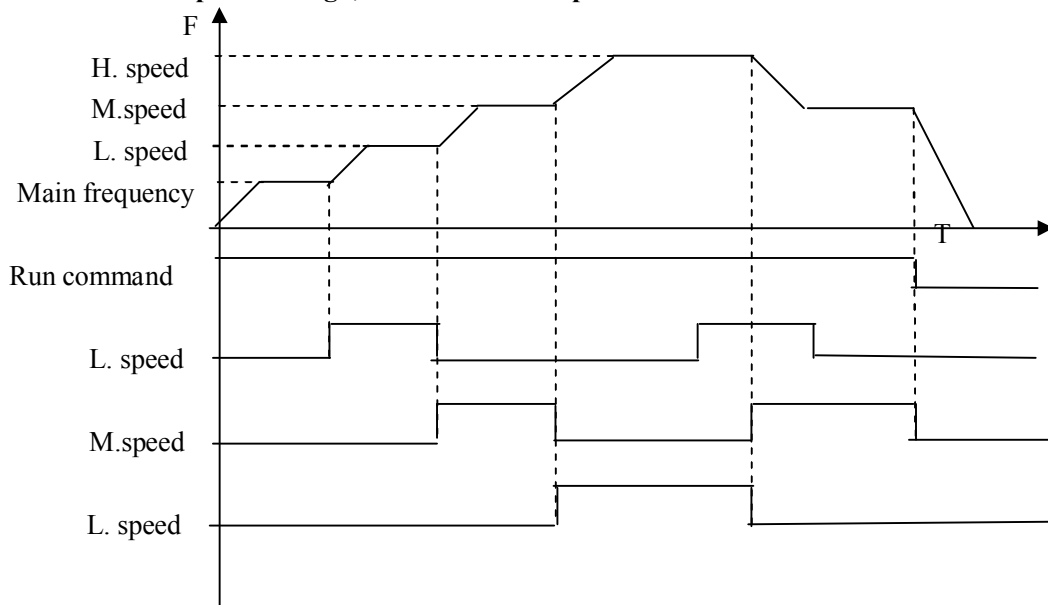 F
H. speed
M.speed
L. speed
Main frequency
T
Run command
L. speed
M.speed
L. speed